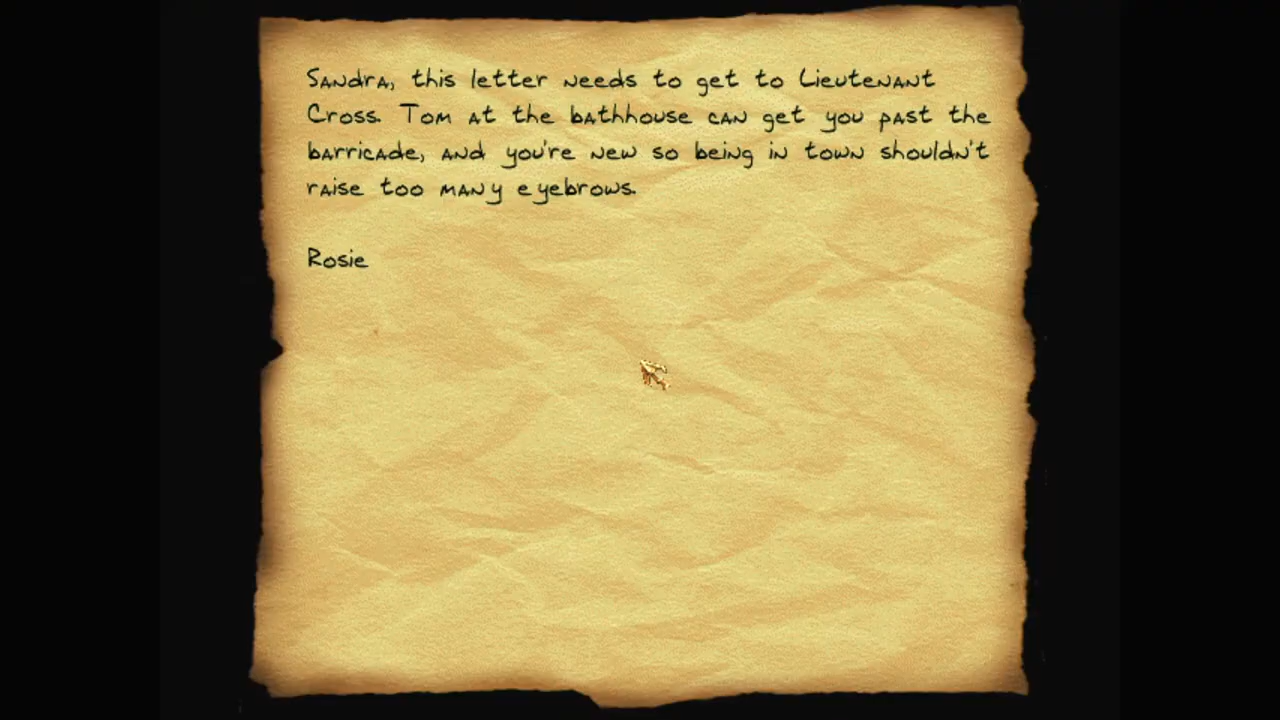 Sandra, this letter needs to get to Lieutenant
Cross. Tom at the bathhouse can get you past the
barricade, and you're new so being in town shouldn't
raise too many eyebrows.
Rosie